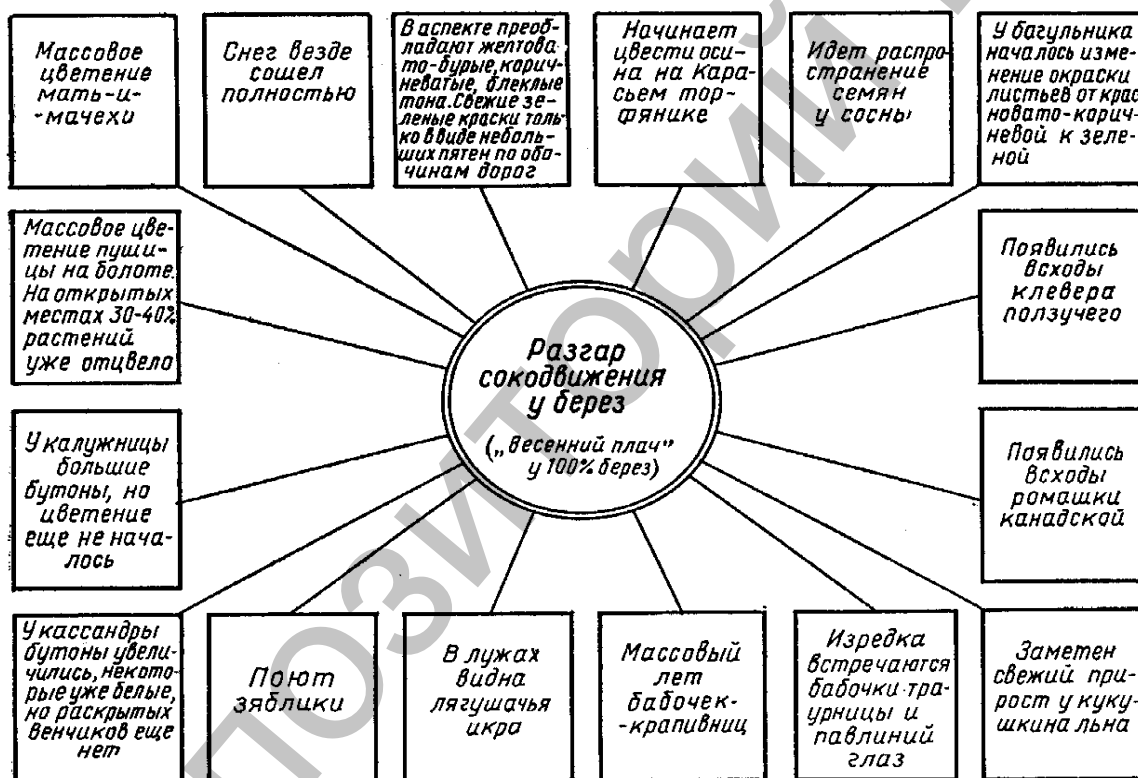 Массовое
цветение
мать-и-
-мачехи
Снег везде
сошел
полностью
В аспекте преоб-
ладают желтова-
то-бурые, корич-
неватые, блеклые
тона. Свежие зе-
леные краски толь-
ко в виде неболь-
ших пятен по обо-
чинам дорог
Начинает
цвести оси-
на на Кара-
сьем тор-
фянике
Идет распро-
странение
семян
у сосны
У багульника
началось изме-
нение окраски
листьев от крас
новато-корич-
невой к зеле-
ной
Массовое цве-
тение пуши-
цы на болоте.
На открытых
местах 30-40%
растений
уже отцвело
Появились
всходы
клевера
ползучего
Разгар
сокодвижения
у берез
(„весенний плач"
у 100% берез)
У калужницы
большие
бутоны, но
цветение
еще не нача-
лось
Появились
всходы
ромашки
канадской
У кассандры
бутоны увели-
чились, некото-
рые уже белые,
но раскрытых
венчиков еще
нет
Поют
зяблики
В лужах
видна
лягушачья
икра
Массовый
лет
бабочек-
-крапивниц
Изредка
встречаются
бабочки тра-
урницы и
павлиний
глаз
Заметен
свежий при-
рост у куку-
шкина льна
ПОЗИТОРИЙ